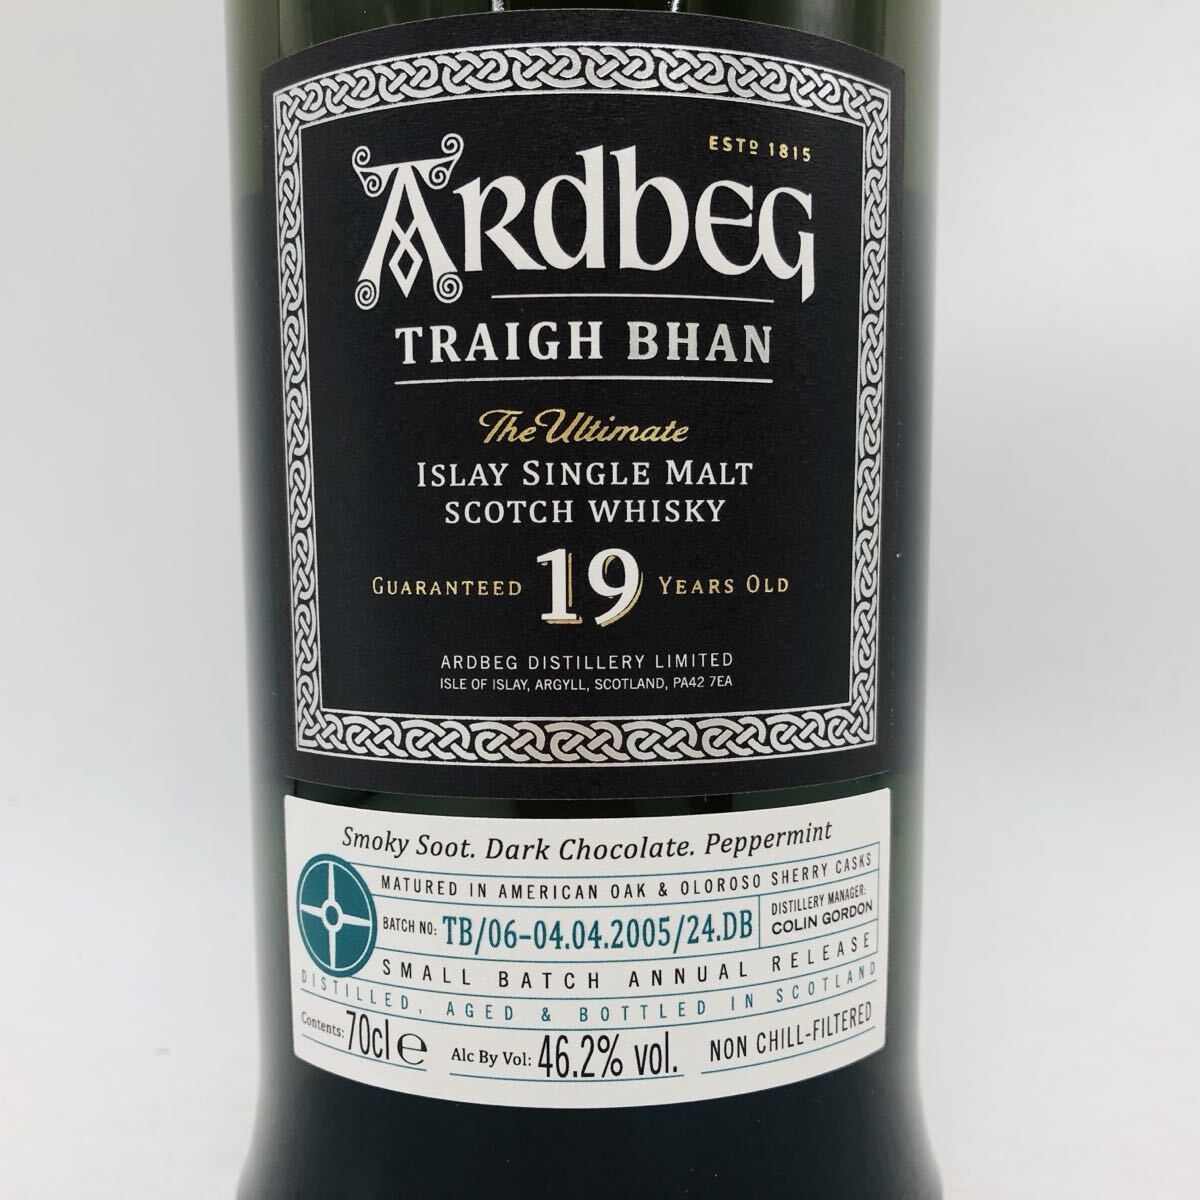 ESTD 1815
ARDBEG
TRAIGH BHAN
The Ultimate
ISLAY SINGLE MALT
SCOTCH WHISKY
GUARANTEED 19 YEARS OLD
ARDBEG DISTILLERY LIMITED
ISLE OF ISLAY, ARGYLL, SCOTLAND, PA42 7EA
Smoky Soot. Dark Chocolate. Peppermint
MATURED IN AMERICAN OAK & OLOROSO SHERRY CASKS
BATCH NO: TB/06-04.04.2005/24.DB
DISTILLERY MANAGER:
COLIN GORDON
SMALL BATCH ANNUAL RELEASE
DISTILLED, AGED & BOTTLED IN SCOTLAND
Contents: 70cl e Alc By Vol: 46.2% vol. NON CHILL-FILTERED